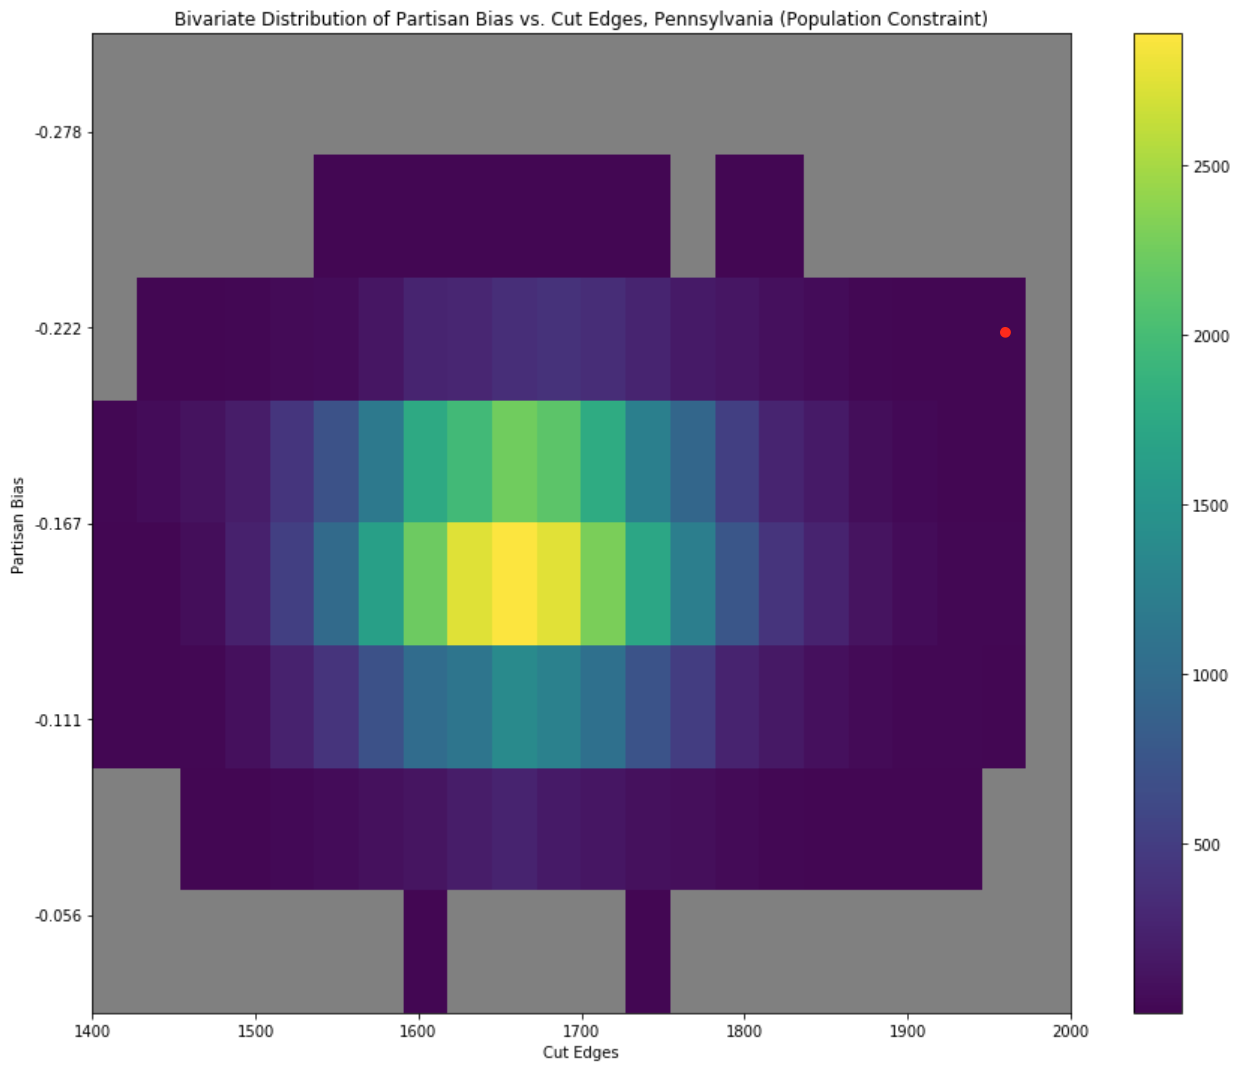 Bivariate Distribution of Partisan Bias vs. Cut Edges, Pennsylvania (Population Constraint)
-0.278
-0.222
-0.167
-0.111
-0.056
Partisan Bias
1400 1500 1600 1700 1800 1900 2000
Cut Edges
2500
2000
1500
1000
500